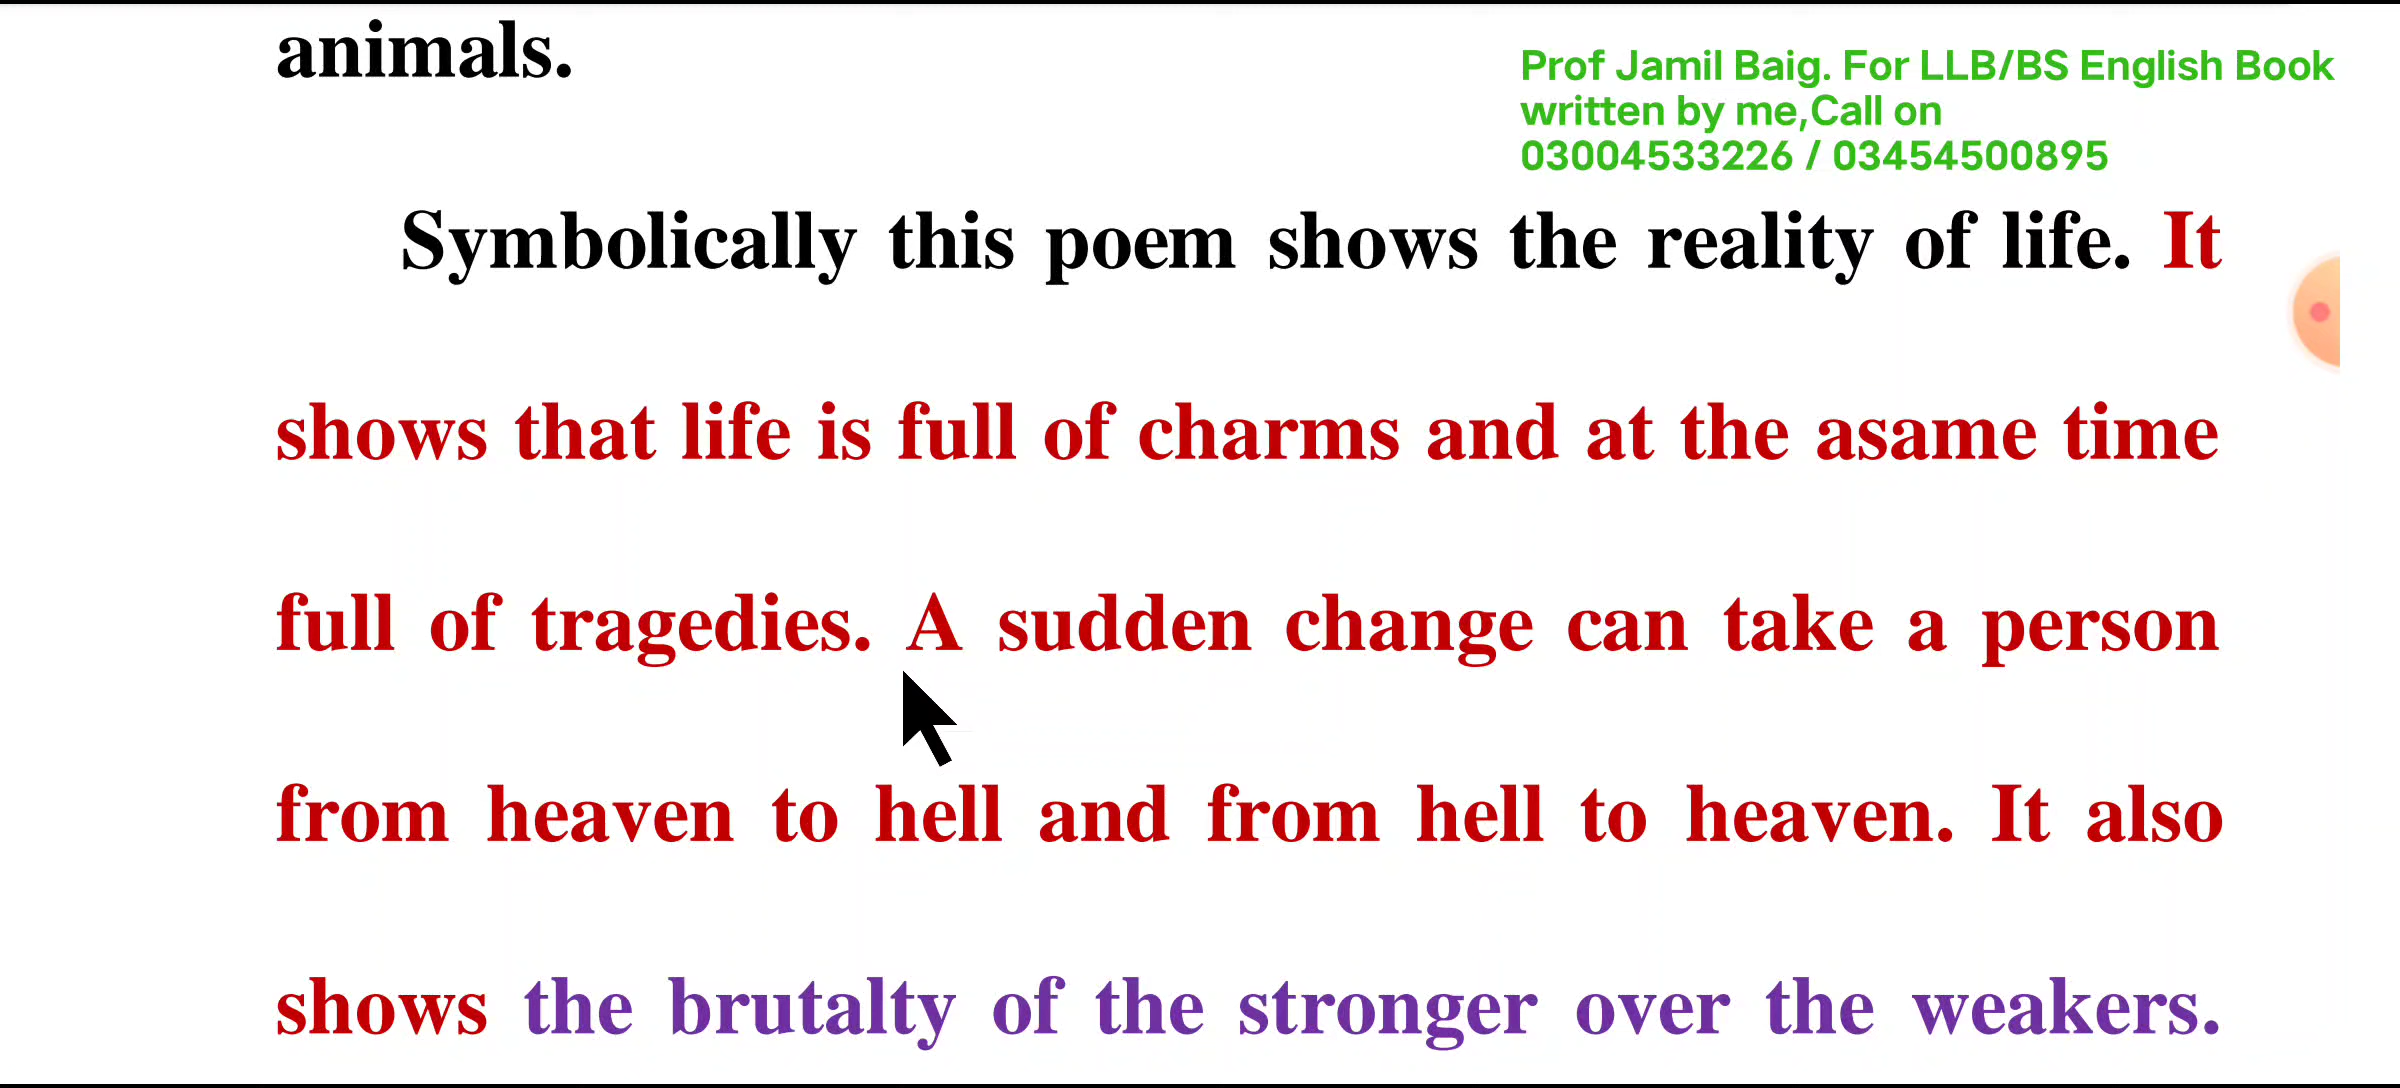 animals.
Prof Jamil Baig. For LLB/BS English Book
written by me,Call on
03004533226 / 03454500895
Symbolically this poem shows the reality of life. It
shows that life is full of charms and at the asame time
full of tragedies. A sudden change can take a person
from heaven to hell and from hell to heaven. It also
shows the brutalty of the stronger over the weakers.